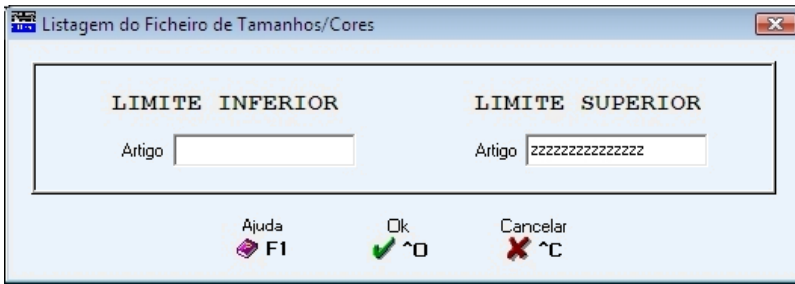 Listagem do Ficheiro de Tamanhos/Cores
LIMITE INFERIOR LIMITE SUPERIOR
Artigo Artigo zzzzzzzzzzzzzzz
Ajuda Ok Cancelar
F1 ^O ^C